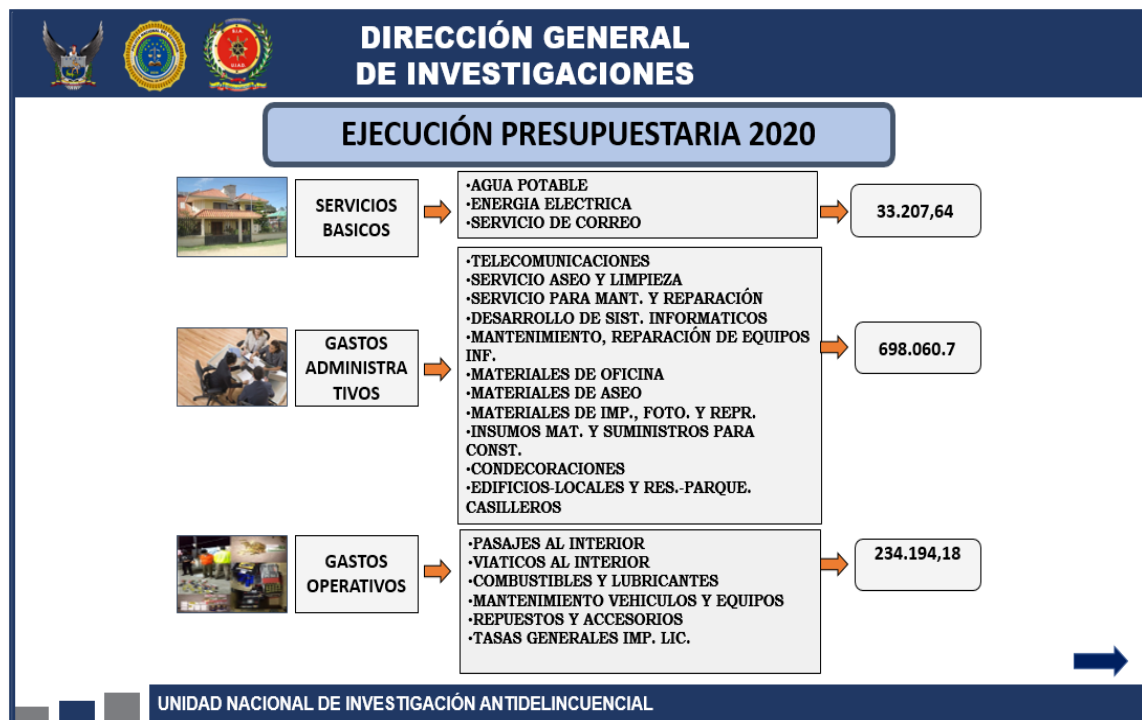 DIRECCIÓN GENERAL
DE INVESTIGACIONES
EJECUCIÓN PRESUPUESTARIA 2020
SERVICIOS
BASICOS
•AGUA POTABLE
•ENERGIA ELECTRICA
•SERVICIO DE CORREO
33.207,64
GASTOS
ADMINISTRA
TIVOS
•TELECOMUNICACIONES
•SERVICIO ASEO Y LIMPIEZA
•SERVICIO PARA MANT. Y REPARACIÓN
•DESARROLLO DE SIST. INFORMATICOS
•MANTENIMIENTO, REPARACIÓN DE EQUIPOS
INF.
•MATERIALES DE OFICINA
•MATERIALES DE ASEO
•MATERIALES DE IMP., FOTO. Y REPR.
•INSUMOS MAT. Y SUMINISTROS PARA
CONST.
•CONDECORACIONES
•EDIFICIOS-LOCALES Y RES.-PARQUE.
CASILLEROS
698.060.7
GASTOS
OPERATIVOS
•PASAJES AL INTERIOR
•VIATICOS AL INTERIOR
•COMBUSTIBLES Y LUBRICANTES
•MANTENIMIENTO VEHICULOS Y EQUIPOS
•REPUESTOS Y ACCESORIOS
•TASAS GENERALES IMP. LIC.
234.194,18
UNIDAD NACIONAL DE INVESTIGACIÓN ANTIDELINCUENCIAL